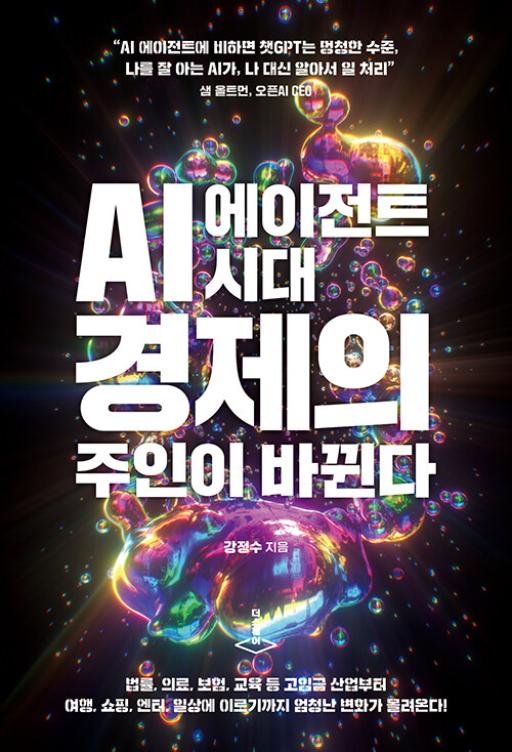 “AI 에이전트에 비하면 챗GPT는 멍청한 수준,
나를 잘 아는 AI가, 나 대신 알아서 일 처리”
샘 올트먼, 오픈AI CEO
AI 에이전트
시대
경제의
주인이 바뀐다
강정수 지음
법률, 의료, 보험, 교육 등 고임금 산업부터
여행, 쇼핑, 엔터, 일상에 이르기까지 엄청난 변화가 몰려온다!